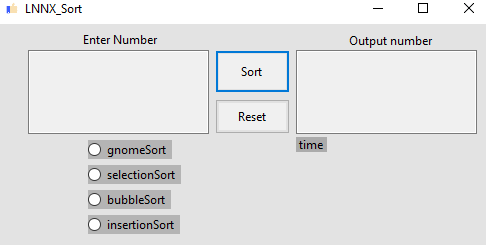 LNNX_Sort
Enter Number
Output number
Sort
Reset
time
gnomeSort
selectionSort
bubbleSort
insertionSort